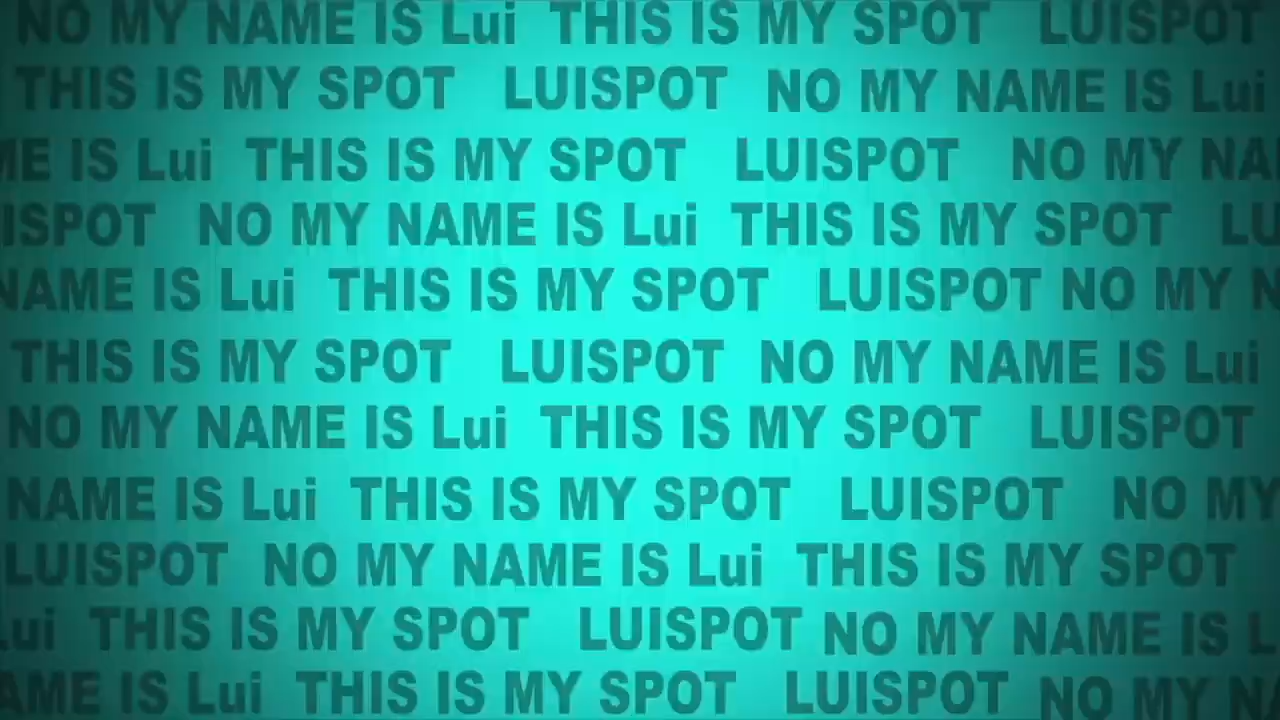 NO MY NAME IS Lui THIS IS MY SPOT LUISPOT
THIS IS MY SPOT LUISPOT NO MY NAME IS Lui
ME IS Lui THIS IS MY SPOT LUISPOT NO MY NA
ISPOT NO MY NAME IS Lui THIS IS MY SPOT LU
NAME IS Lui THIS IS MY SPOT LUISPOT NO MY N
THIS IS MY SPOT LUISPOT NO MY NAME IS Lui
NO MY NAME IS Lui THIS IS MY SPOT LUISPOT
NAME IS Lui THIS IS MY SPOT LUISPOT NO MY
LUISPOT NO MY NAME IS Lui THIS IS MY SPOT
Lui THIS IS MY SPOT LUISPOT NO MY NAME IS L
AME IS Lui THIS IS MY SPOT LUISPOT NO MY NA